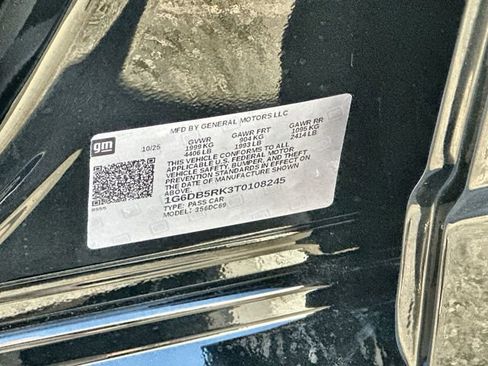 MFD BY GENERAL MOTORS LLC
gm
10/25
GVWR
1999 KG
4406 LB
GAWR FRT
904 KG
1993 LB
GAWR RR
1095 KG
2414 LB
THIS VEHICLE CONFORMS TO ALL
APPLICABLE U.S. FEDERAL MOTOR
VEHICLE SAFETY, BUMPER, AND THEFT
PREVENTION STANDARDS IN EFFECT ON
THE DATE OF MANUFACTURE SHOWN
ABOVE.
1G6DB5RK3T0108245
TYPE: PASS CAR
MODEL: 356DC69